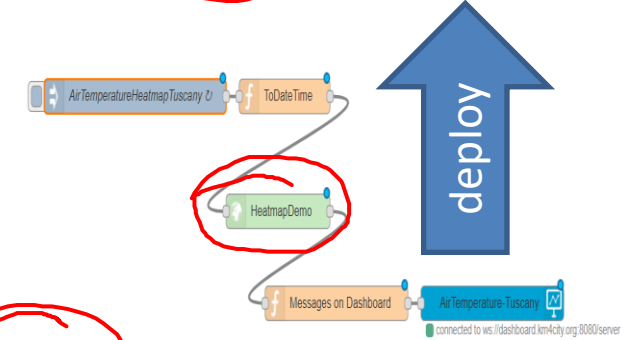 AirTemperatureHeatmapTuscany ↻
ToDateTime
deploy
HeatmapDemo
Messages on Dashboard
AirTemperature-Tuscany
connected to ws://dashboard.km4city.org:8080/server